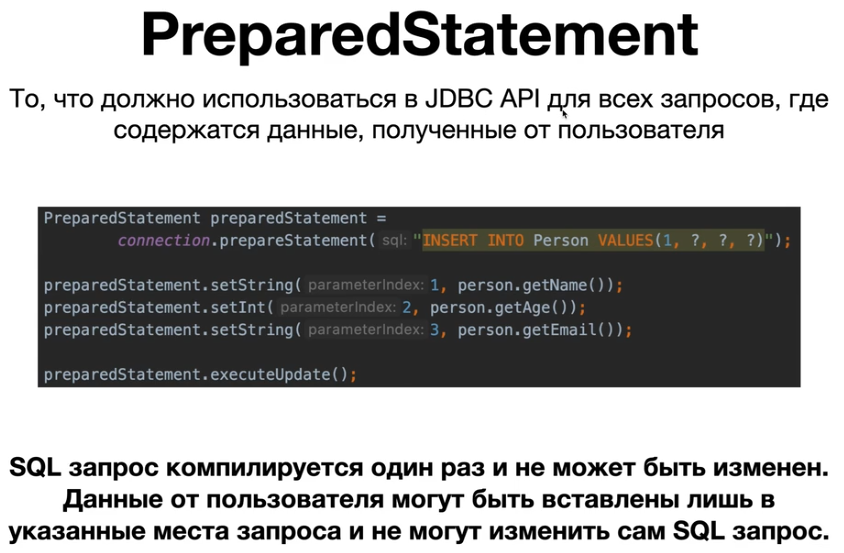 PreparedStatement
То, что должно использоваться в JDBC API для всех запросов, где
содержатся данные, полученные от пользователя
PreparedStatement preparedStatement =
connection.prepareStatement( sql: "INSERT INTO Person VALUES(1, ?, ?, ?)");
preparedStatement.setString( parameterIndex: 1, person.getName());
preparedStatement.setInt( parameterIndex: 2, person.getAge());
preparedStatement.setString( parameterIndex: 3, person.getEmail());
preparedStatement.executeUpdate();
SQL запрос компилируется один раз и не может быть изменен.
Данные от пользователя могут быть вставлены лишь в
указанные места запроса и не могут изменить сам SQL запрос.